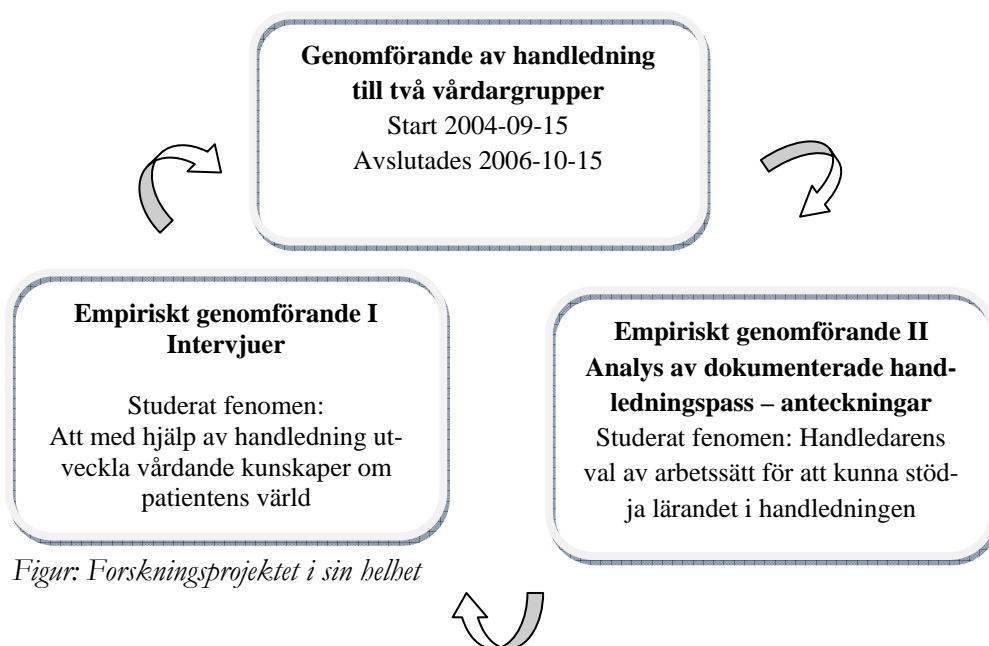 Genomförande av handledning
till två vårdargrupper
Start 2004-09-15
Avslutades 2006-10-15
Empiriskt genomförande I
Intervjuer
Studerat fenomen:
Att med hjälp av handledning ut-
veckla vårdande kunskaper om
patientens värld
Empiriskt genomförande II
Analys av dokumenterade hand-
ledningspass – anteckningar
Studerat fenomen: Handledarens
val av arbetssätt för att kunna stöd-
ja lärandet i handledningen
Figur: Forskningsprojektet i sin helhet